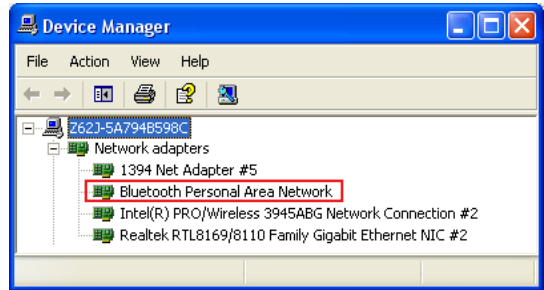 Device Manager
File Action View Help
Z62J-5A794B598C
Network adapters
1394 Net Adapter #5
Bluetooth Personal Area Network
Intel(R) PRO/Wireless 3945ABG Network Connection #2
Realtek RTL8169/8110 Family Gigabit Ethernet NIC #2